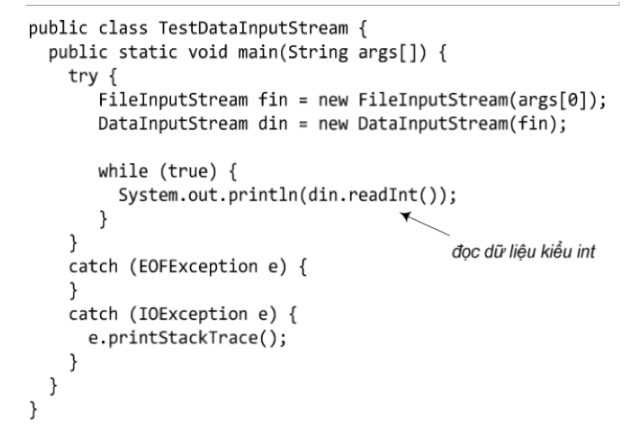 public class TestDataInputStream {
  public static void main(String args[]) {
    try {
       FileInputStream fin = new FileInputStream(args[0]);
       DataInputStream din = new DataInputStream(fin);

       while (true) {
         System.out.println(din.readInt());
       }
    }
đọc dữ liệu kiểu int
    catch (EOFException e) {
    }
    catch (IOException e) {
      e.printStackTrace();
    }
  }
}